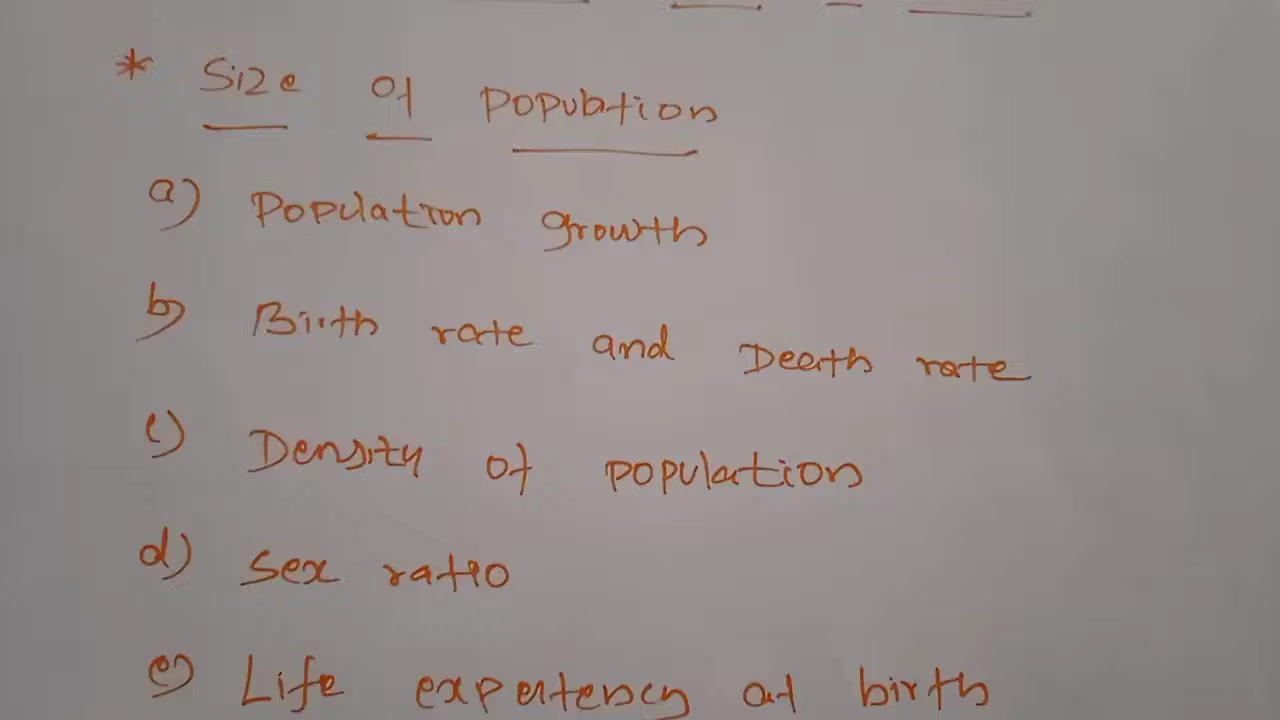 * Size of Population
a) Population growth
b) Birth rate and Death rate
c) Density of population
d) Sex ratio
e) Life expectency at birth